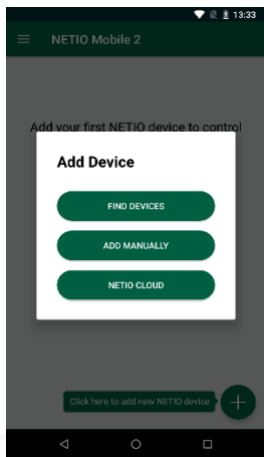 13:33
NETIO Mobile 2
Add your first NETIO device to control
Add Device
FIND DEVICES
ADD MANUALLY
NETIO CLOUD
Click here to add new NETIO device